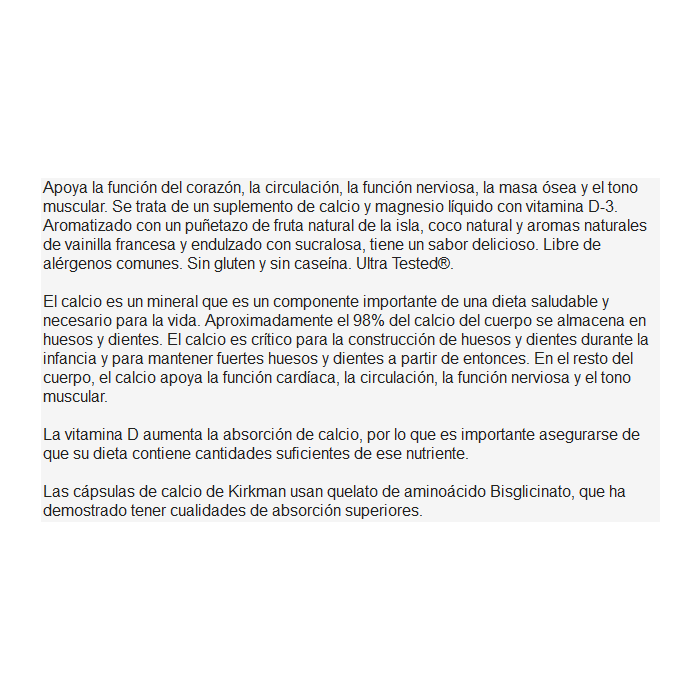 Apoya la función del corazón, la circulación, la función nerviosa, la masa ósea y el tono
muscular. Se trata de un suplemento de calcio y magnesio líquido con vitamina D-3.
Aromatizado con un puñetazo de fruta natural de la isla, coco natural y aromas naturales
de vainilla francesa y endulzado con sucralosa, tiene un sabor delicioso. Libre de
alérgenos comunes. Sin gluten y sin caseína. Ultra Tested®.
El calcio es un mineral que es un componente importante de una dieta saludable y
necesario para la vida. Aproximadamente el 98% del calcio del cuerpo se almacena en
huesos y dientes. El calcio es crítico para la construcción de huesos y dientes durante la
infancia y para mantener fuertes huesos y dientes a partir de entonces. En el resto del
cuerpo, el calcio apoya la función cardíaca, la circulación, la función nerviosa y el tono
muscular.
La vitamina D aumenta la absorción de calcio, por lo que es importante asegurarse de
que su dieta contiene cantidades suficientes de ese nutriente.
Las cápsulas de calcio de Kirkman usan quelato de aminoácido Bisglicinato, que ha
demostrado tener cualidades de absorción superiores.